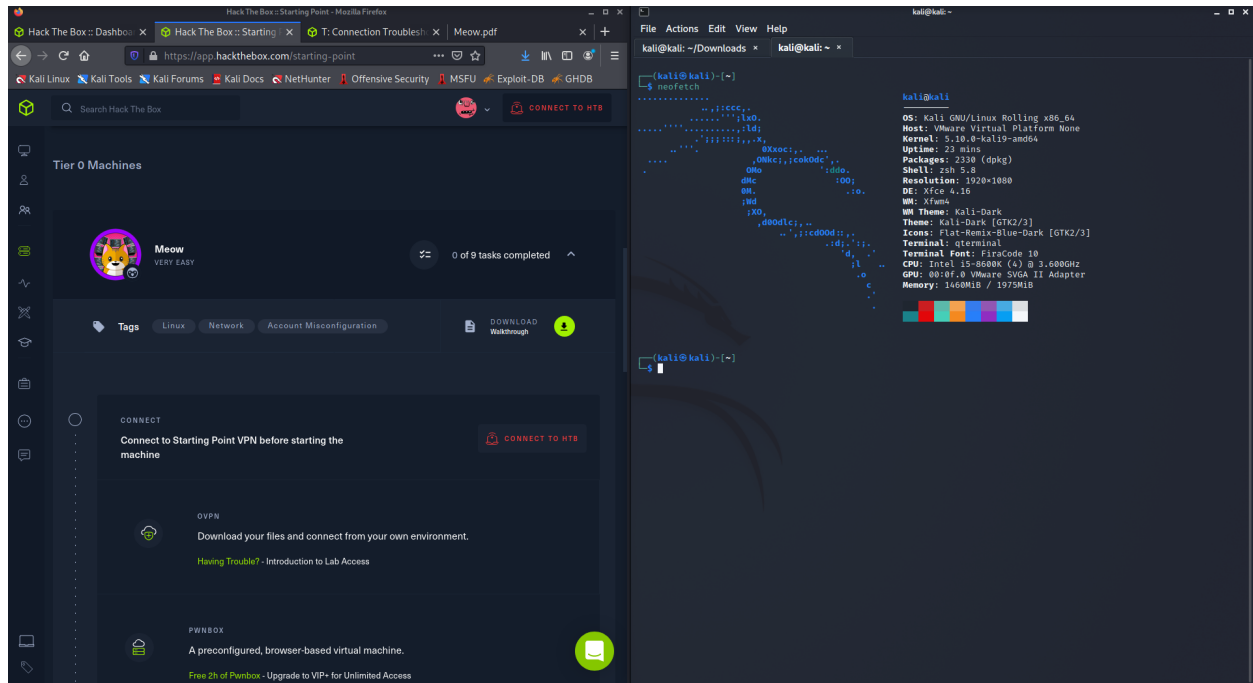 Hack The Box :: Starting Point - Mozilla Firefox
Hack The Box :: Dashboa
Hack The Box :: Starting
T: Connection Troublesh
Meow.pdf
https://app.hackthebox.com/starting-point
Kali Linux
Kali Tools
Kali Forums
Kali Docs
NetHunter
Offensive Security
MSFU
Exploit-DB
GHDB
Search Hack The Box
CONNECT TO HTB
Tier 0 Machines
Meow
VERY EASY
0 of 9 tasks completed
Tags
Linux
Network
Account Misconfiguration
DOWNLOAD
Walkthrough
CONNECT
Connect to Starting Point VPN before starting the
machine
CONNECT TO HTB
OVPN
Download your files and connect from your own environment.
Having Trouble? - Introduction to Lab Access
PWNBOX
A preconfigured, browser-based virtual machine.
Free 2h of Pwnbox - Upgrade to VIP+ for Unlimited Access
kali@kali: ~
File Actions Edit View Help
kali@kali: ~/Downloads ×
kali@kali: ~ ×
(kali㉿kali)-[~]
$ neofetch
kali@kali
OS: Kali GNU/Linux Rolling x86_64
Host: VMware Virtual Platform None
Kernel: 5.10.0-kali9-amd64
Uptime: 23 mins
Packages: 2330 (dpkg)
Shell: zsh 5.8
Resolution: 1920×1080
DE: Xfce 4.16
WM: Xfwm4
WM Theme: Kali-Dark
Theme: Kali-Dark [GTK2/3]
Icons: Flat-Remix-Blue-Dark [GTK2/3]
Terminal: qterminal
Terminal Font: FiraCode 10
CPU: Intel i5-8600K (4) @ 3.600GHz
GPU: 00:0f.0 VMware SVGA II Adapter
Memory: 1460MiB / 1975MiB
(kali㉿kali)-[~]
$